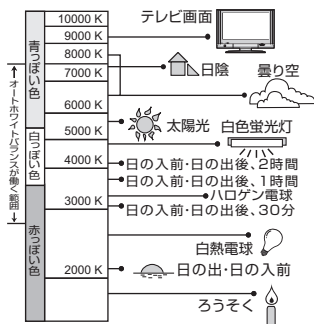 10000 K
9000 K
8000 K
7000 K
6000 K
5000 K
4000 K
3000 K
2000 K
青っぽい色
白っぽい色
赤っぽい色
オートホワイト
バランスが働く範囲
テレビ画面
日陰
曇り空
太陽光
白色蛍光灯
日の入前・日の出後、2時間
日の入前・日の出後、1時間
ハロゲン電球
日の入前・日の出後、30分
白熱電球
日の出・日の入前
ろうそく